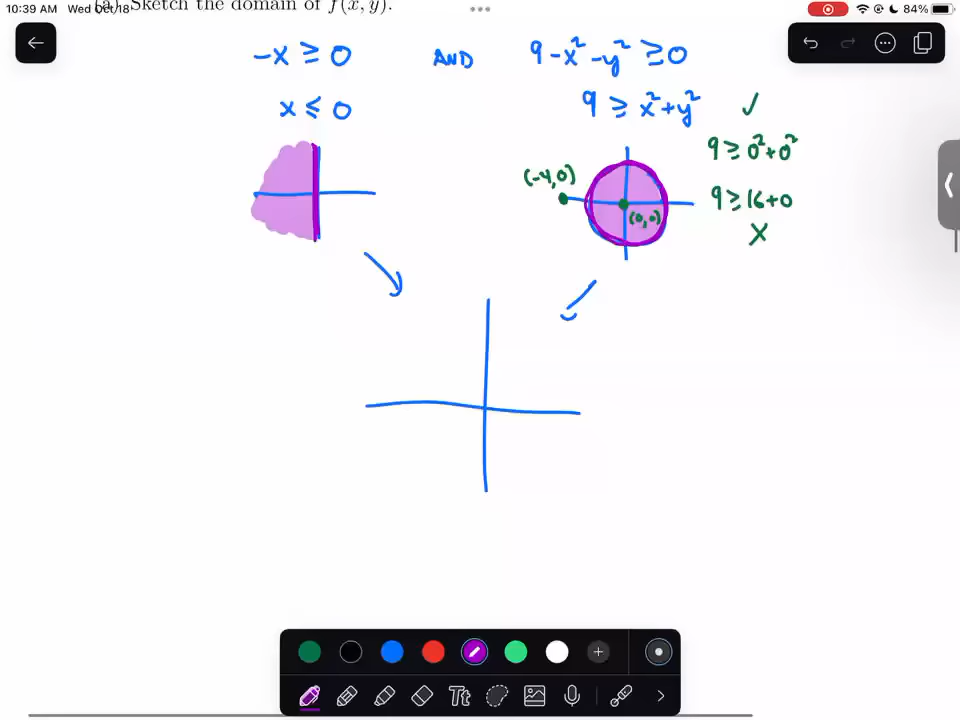 10:39 AM Wed Oct 18
84%
(a) Sketch the domain of f(x, y).
-x ≥ 0 AND 9-x²-y² ≥ 0
x ≤ 0 9 ≥ x²+y² ✓
9 ≥ 0²+0²
(-4,0) 9 ≥ 16+0
(0,0) X
Tt